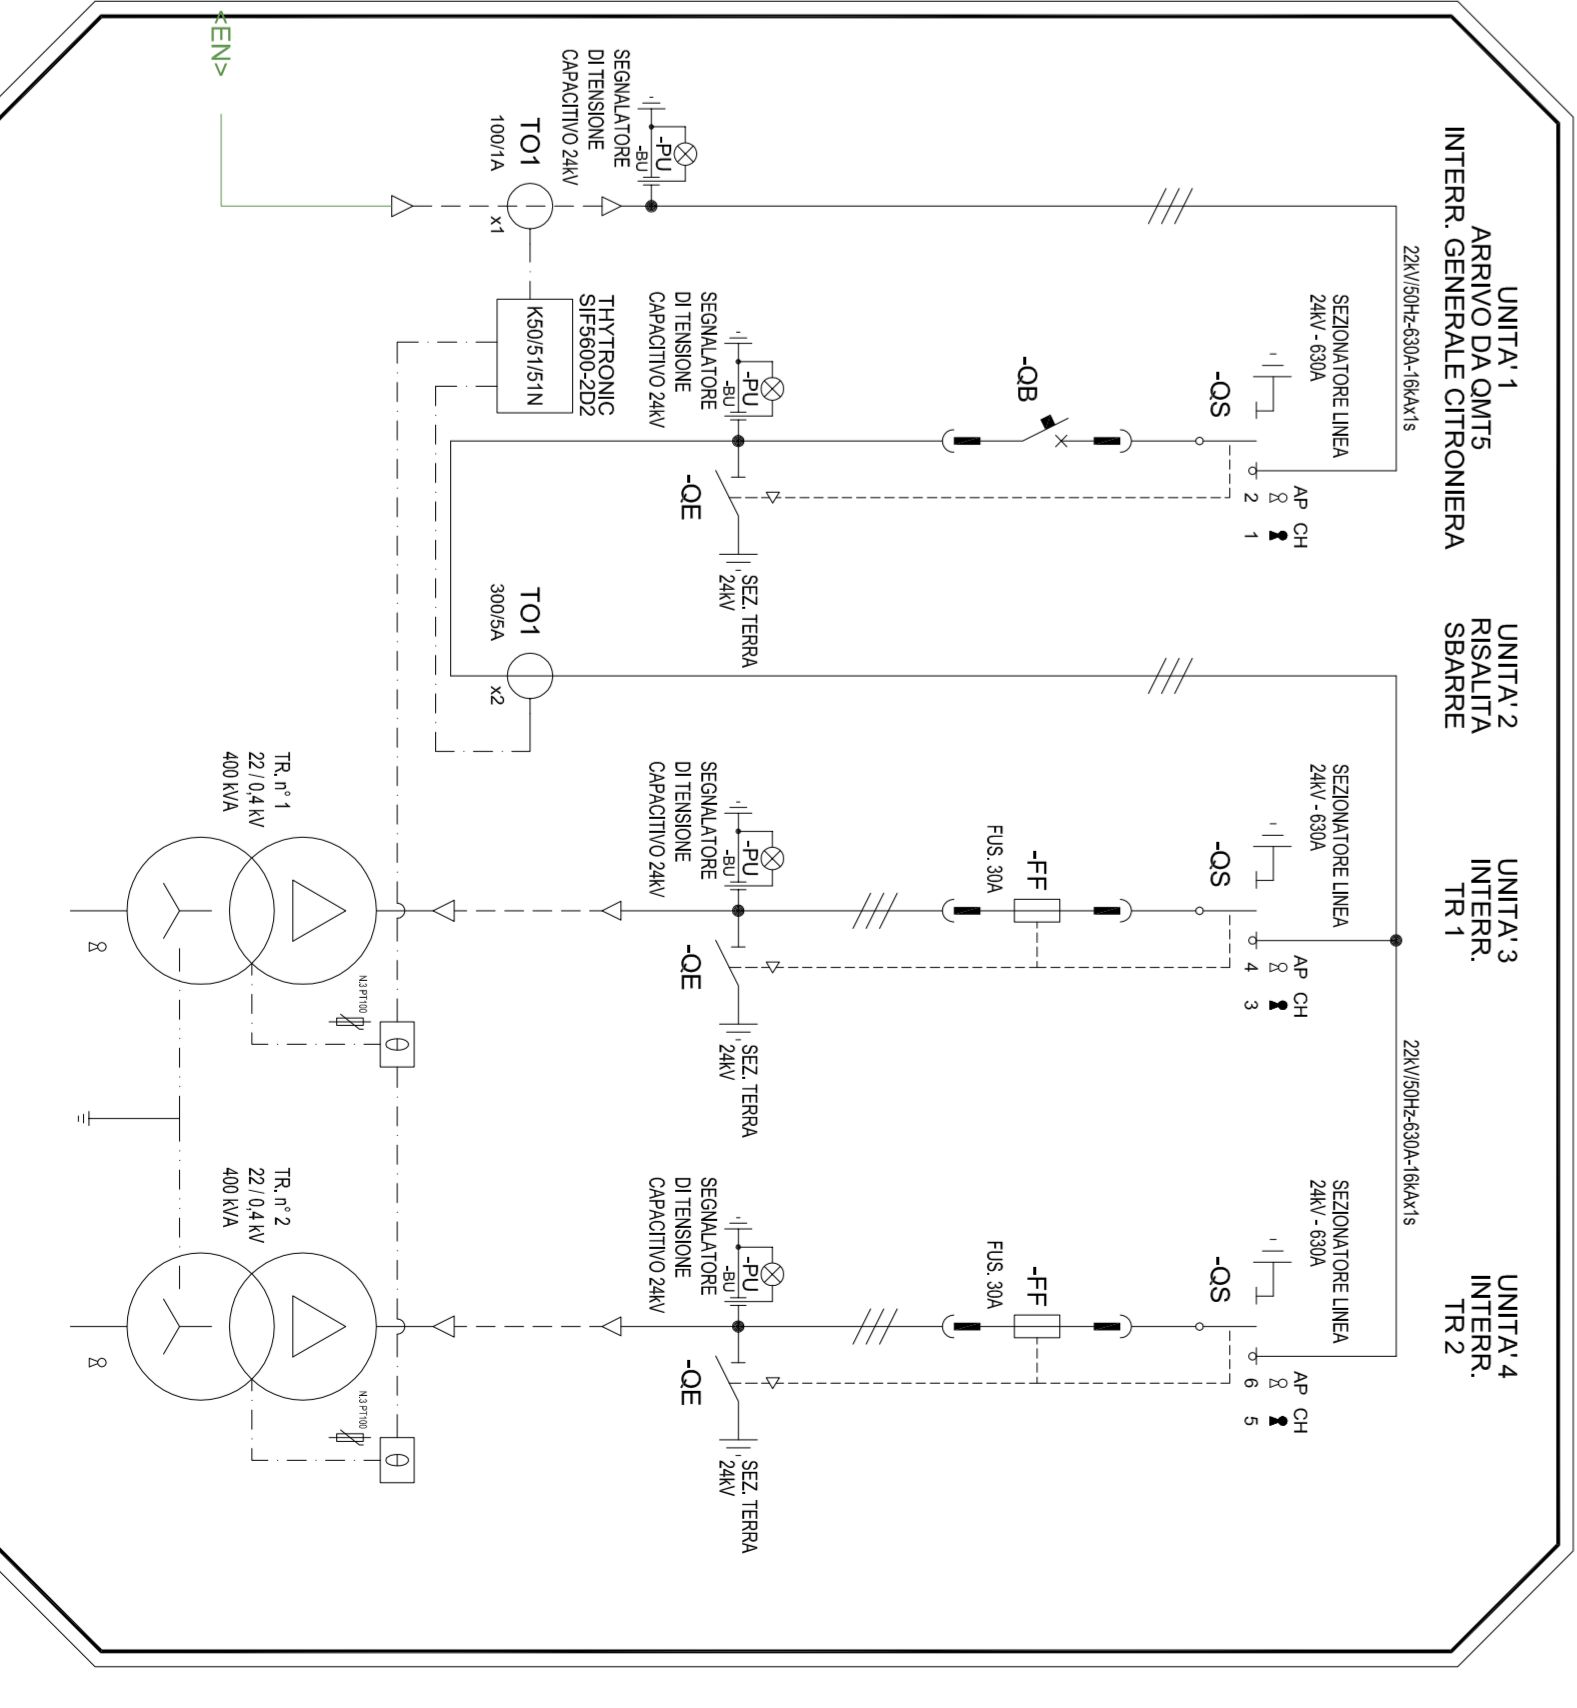 UNITA' 1
ARRIVO DA QMT5
INTERR. GENERALE CITRONIERA
UNITA' 2
RISALITA
SBARRE
UNITA' 3
INTERR.
TR 1
UNITA' 4
INTERR.
TR 2
22kV/50Hz-630A-16kAx1s
22kV/50Hz-630A-16kAx1s
SEZIONATORE LINEA
24kV - 630A
-QS
AP CH
2 1
-QB
SEGNALATORE
DI TENSIONE
CAPACITIVO 24kV
-PU
-BU
SEGNALATORE
DI TENSIONE
CAPACITIVO 24kV
-PU
-BU
-QE
SEZ. TERRA
24kV
TO1
100/1A
x1
THYTRONIC
SIF5600-2D2
K50/51/51N
TO1
300/5A
x2
<EN>
SEZIONATORE LINEA
24kV - 630A
-QS
AP CH
4 3
-FF
FUS. 30A
SEGNALATORE
DI TENSIONE
CAPACITIVO 24kV
-PU
-BU
-QE
SEZ. TERRA
24kV
N.3 PT100
θ
TR. n° 1
22 / 0,4 kV
400 kVA
SEZIONATORE LINEA
24kV - 630A
-QS
AP CH
6 5
-FF
FUS. 30A
SEGNALATORE
DI TENSIONE
CAPACITIVO 24kV
-PU
-BU
-QE
SEZ. TERRA
24kV
N.3 PT100
θ
TR. n° 2
22 / 0,4 kV
400 kVA